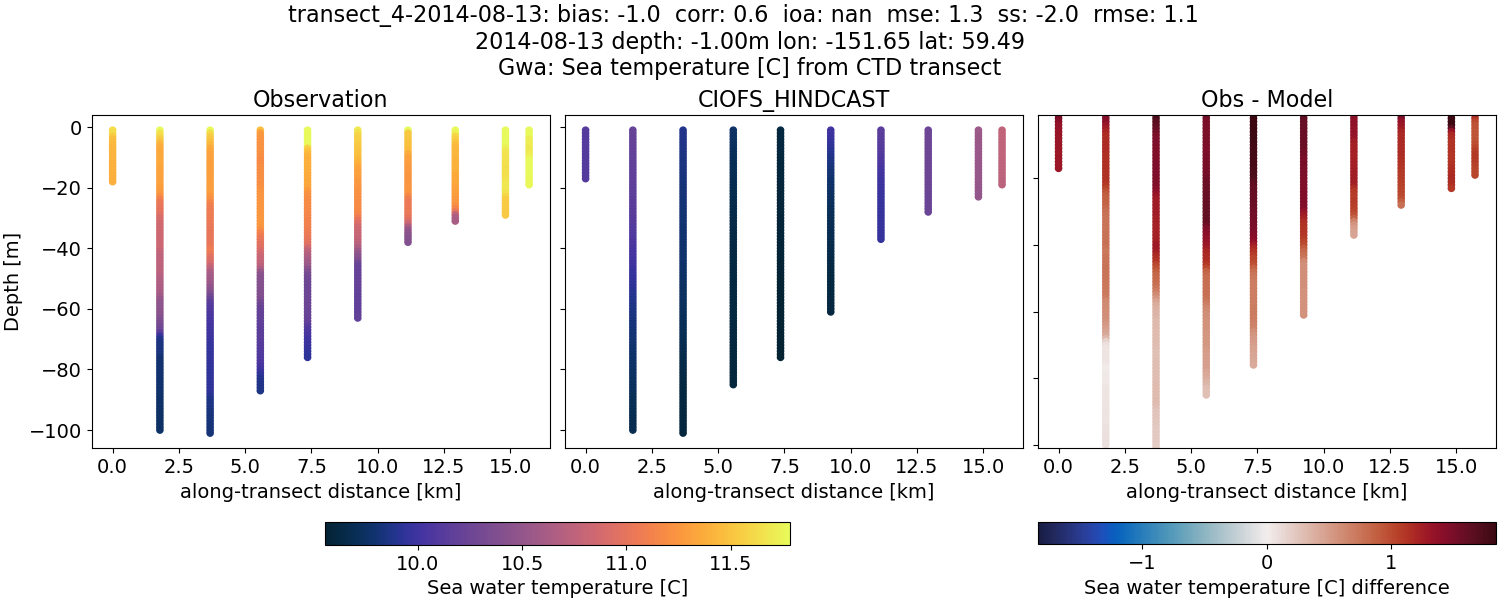 transect_4-2014-08-13: bias: -1.0  corr: 0.6  ioa: nan  mse: 1.3  ss: -2.0  rmse: 1.1
2014-08-13 depth: -1.00m lon: -151.65 lat: 59.49
Gwa: Sea temperature [C] from CTD transect
Observation
CIOFS_HINDCAST
Obs - Model
Depth [m]
0
−20
−40
−60
−80
−100
0.0 2.5 5.0 7.5 10.0 12.5 15.0
0.0 2.5 5.0 7.5 10.0 12.5 15.0
0.0 2.5 5.0 7.5 10.0 12.5 15.0
along-transect distance [km]
along-transect distance [km]
along-transect distance [km]
10.0 10.5 11.0 11.5
Sea water temperature [C]
−1 0 1
Sea water temperature [C] difference